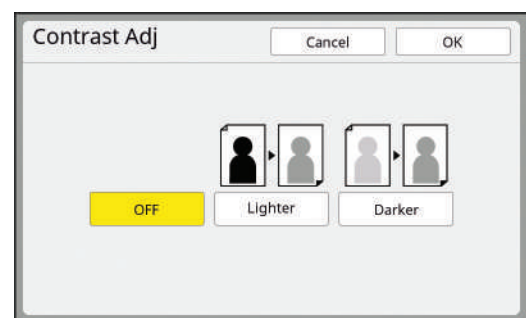 Contrast Adj
Cancel
OK
OFF
Lighter
Darker